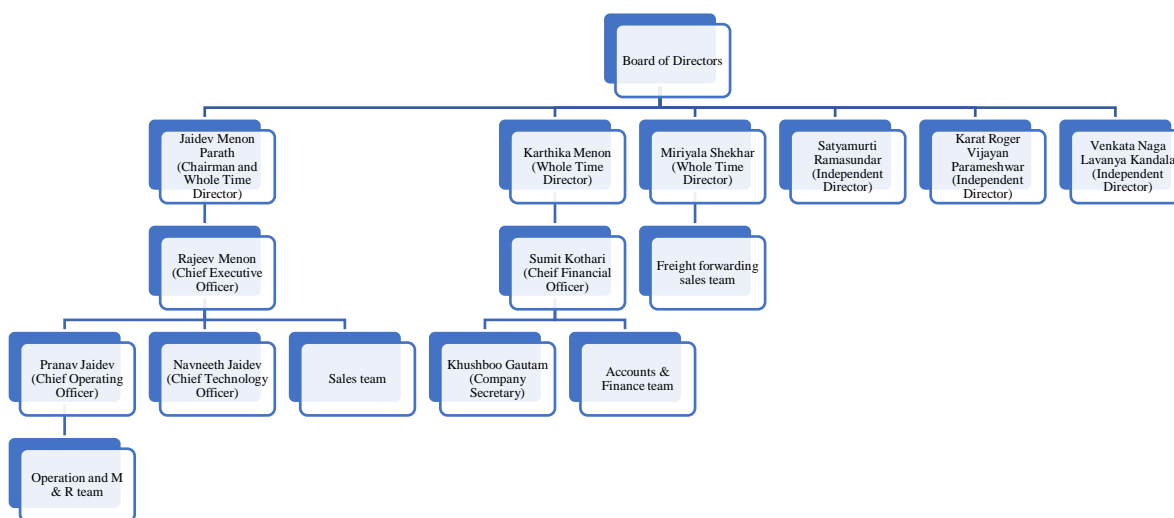 Board of Directors
Jaidev Menon
Parath
(Chairman and
Whole Time
Director)
Karthika Menon
(Whole Time
Director)
Miriyala Shekhar
(Whole Time
Director)
Satyamurti
Ramasundar
(Independent
Director)
Karat Roger
Vijayan
Parameshwar
(Independent
Director)
Venkata Naga
Lavanya Kandala
(Independent
Director)
Rajeev Menon
(Chief Executive
Officer)
Sumit Kothari
(Cheif Financial
Officer)
Freight forwarding
sales team
Pranav Jaidev
(Chief Operating
Officer)
Navneeth Jaidev
(Chief Technology
Officer)
Sales team
Khushboo Gautam
(Company
Secretary)
Accounts &
Finance team
Operation and M
& R team